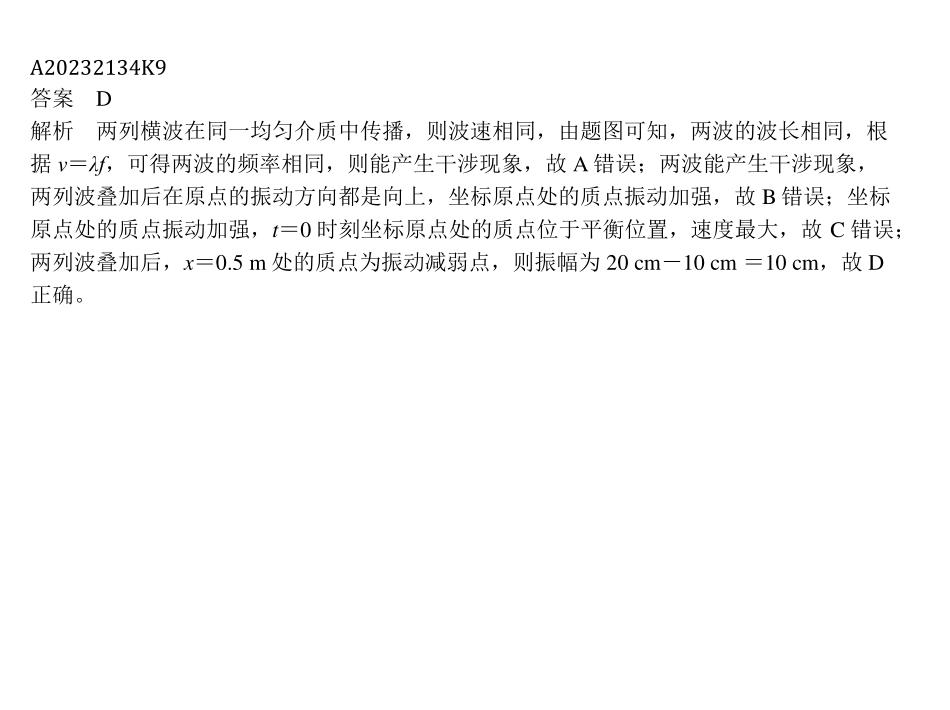 A20232134K9
答案　D
解析　两列横波在同一均匀介质中传播，则波速相同，由题图可知，两波的波长相同，根
据 v＝λf，可得两波的频率相同，则能产生干涉现象，故 A 错误；两波能产生干涉现象，
两列波叠加后在原点的振动方向都是向上，坐标原点处的质点振动加强，故 B 错误；坐标
原点处的质点振动加强，t＝0 时刻坐标原点处的质点位于平衡位置，速度最大，故 C 错误；
两列波叠加后，x＝0.5 m 处的质点为振动减弱点，则振幅为 20 cm－10 cm ＝10 cm，故 D
正确。